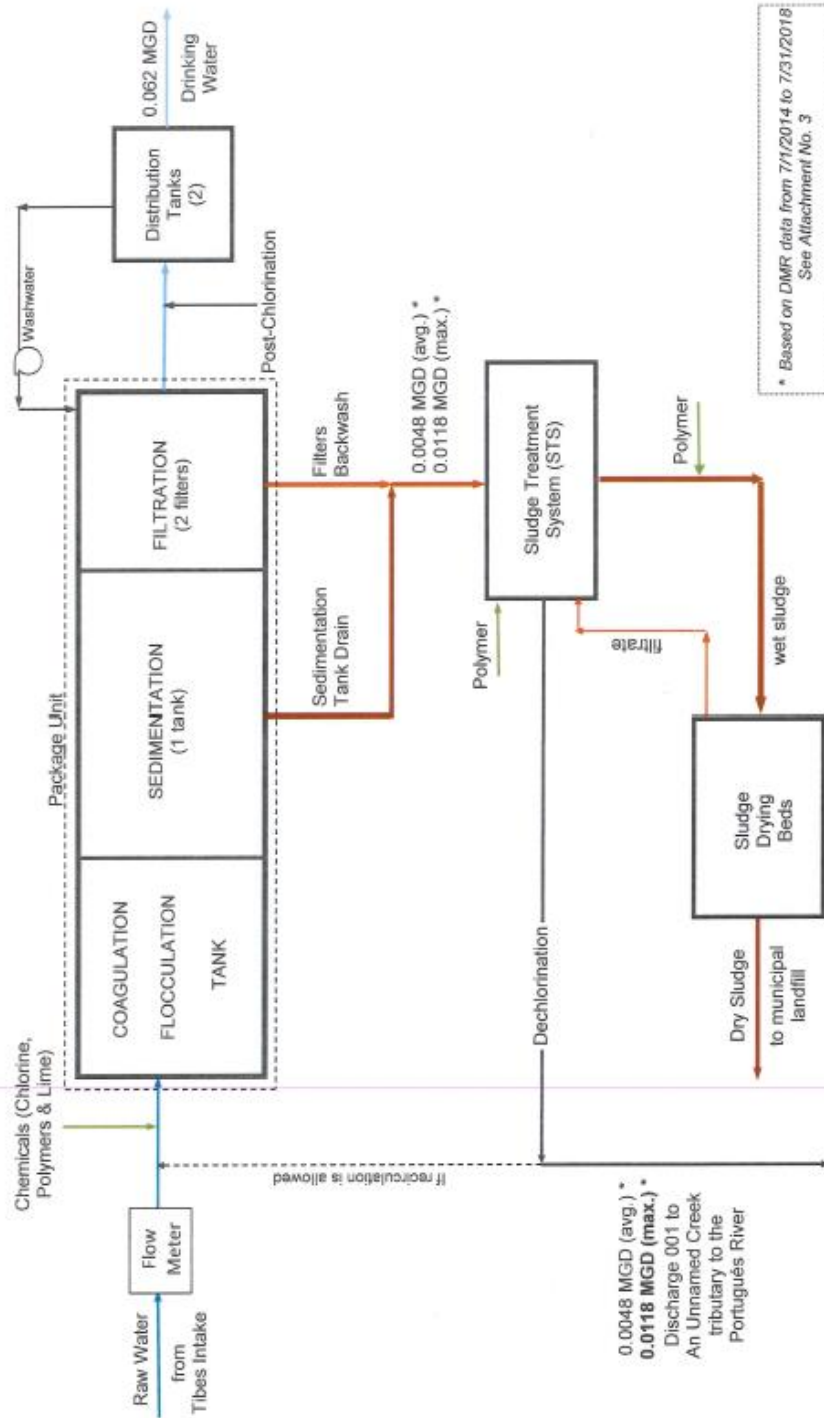 Raw Water
from
Tibes Intake
Flow
Meter
Chemicals (Chlorine,
Polymers & Lime)
Package Unit
COAGULATION
FLOCCULATION
TANK
SEDIMENTATION
(1 tank)
FILTRATION
(2 filters)
Washwater
Distribution
Tanks
(2)
0.062 MGD
Drinking
Water
Post-Chlorination
Sedimentation
Tank Drain
Filters
Backwash
0.0048 MGD (avg.) *
0.0118 MGD (max.) *
If recirculation is allowed
Dechlorination
Polymer
Sludge Treatment
System (STS)
Polymer
filtrate
wet sludge
Sludge
Drying
Beds
Dry Sludge
to municipal
landfill
0.0048 MGD (avg.) *
0.0118 MGD (max.) *
Discharge 001 to
An Unnamed Creek
tributary to the
Portugués River
* Based on DMR data from 7/1/2014 to 7/31/2018
See Attachment No. 3